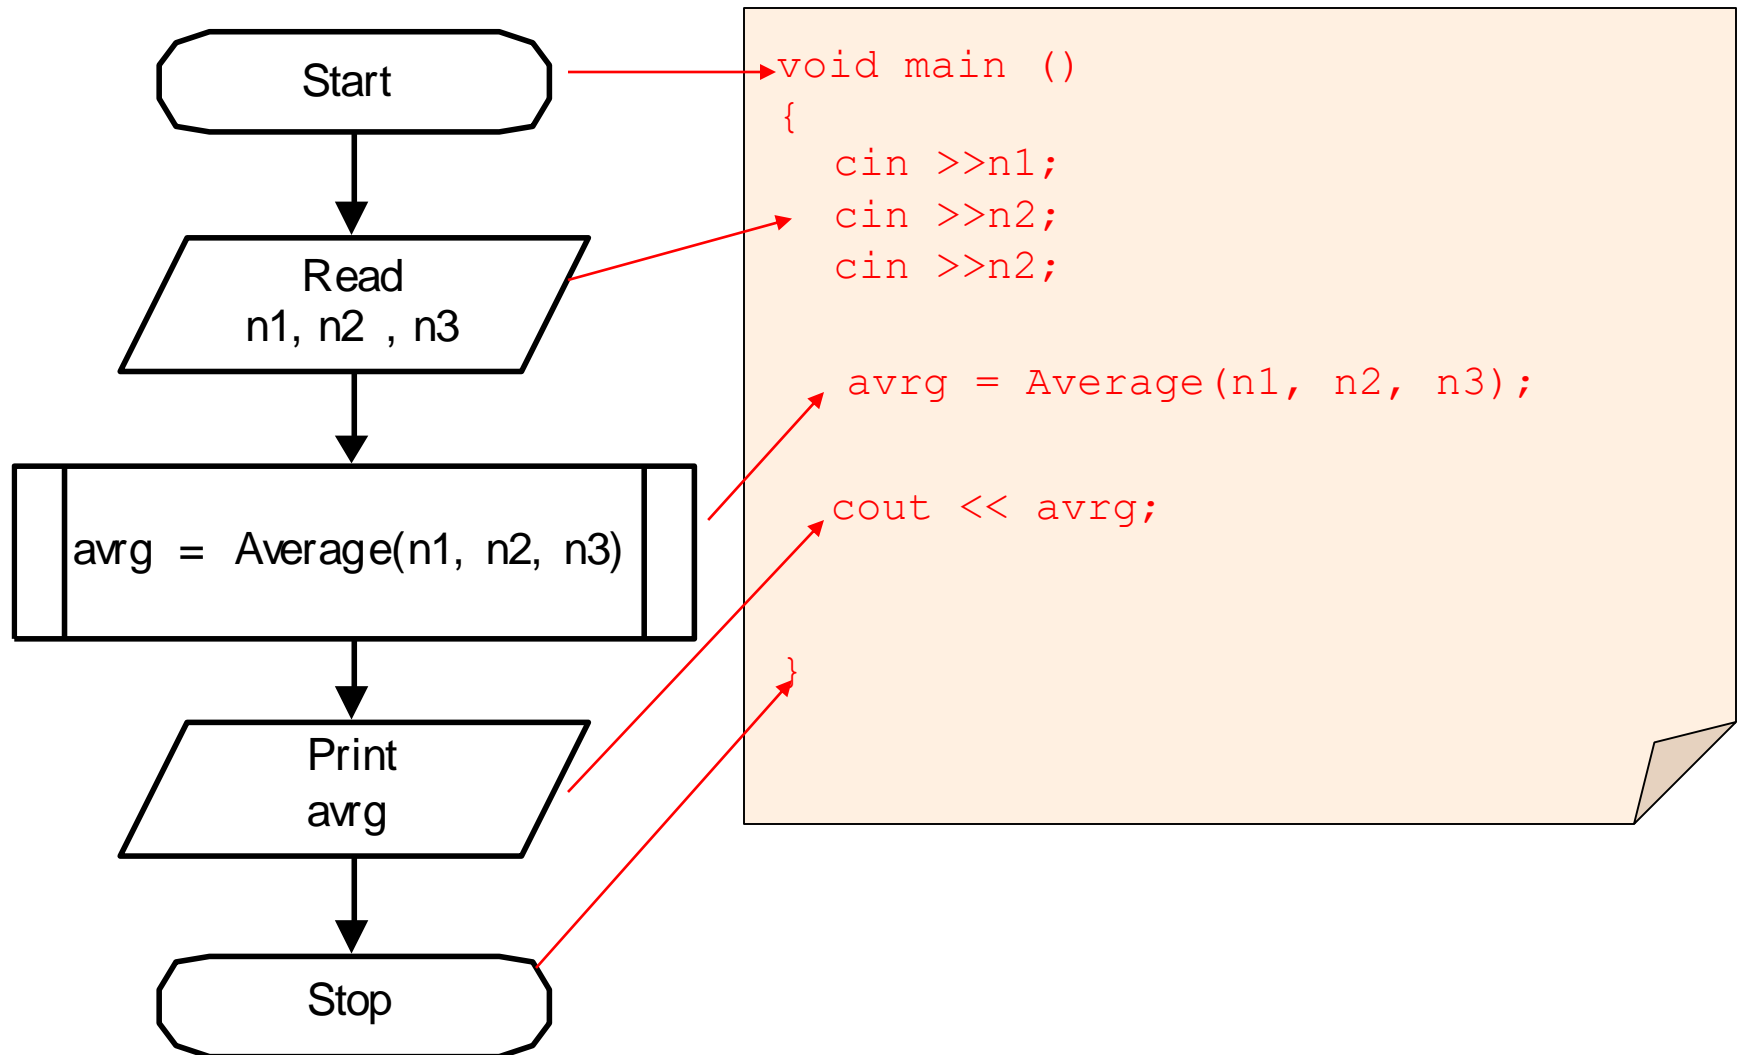 Start
Read
n1, n2 , n3
avrg = Average(n1, n2, n3)
Print
avrg
Stop
void main ()
{
cin >>n1;
cin >>n2;
cin >>n2;
avrg = Average(n1, n2, n3);
cout << avrg;
}